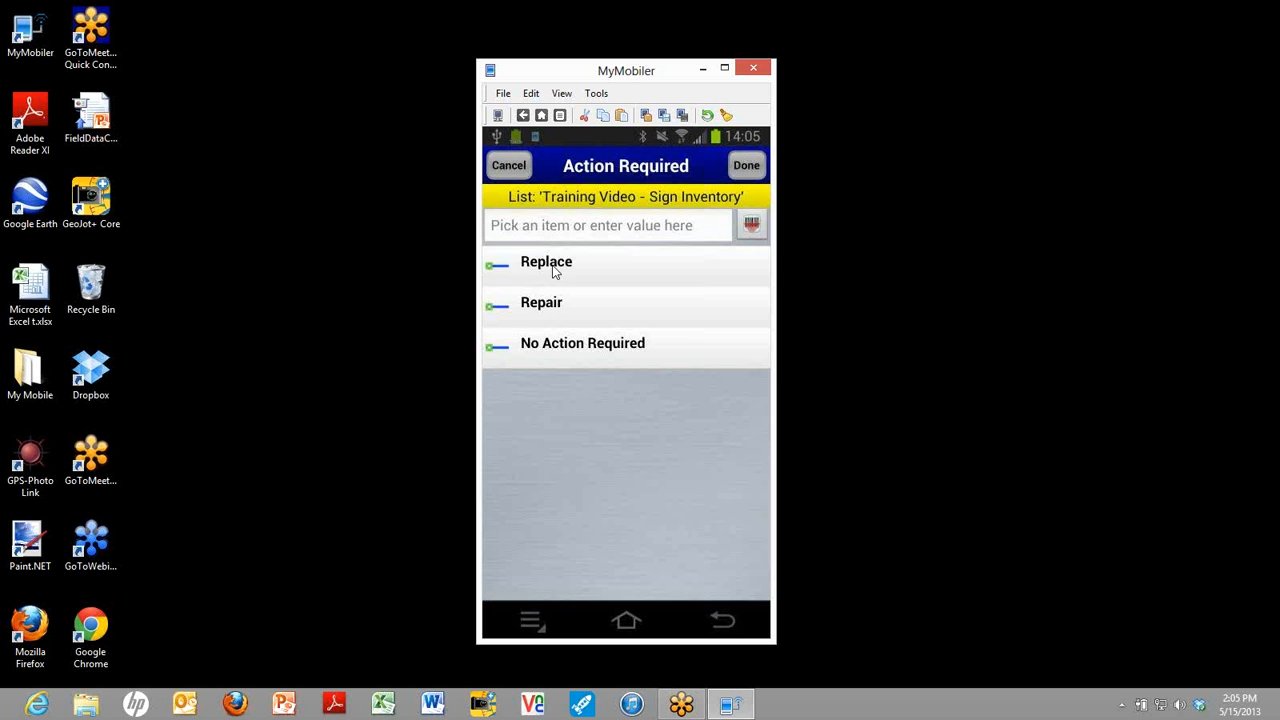 MyMobiler
GoToMeet...
Quick Con...
Adobe
Reader XI
FieldDataC...
Google Earth
GeoJot+ Core
Microsoft
Excel t.xlsx
Recycle Bin
My Mobile
Dropbox
GPS-Photo
Link
GoToMeet...
Paint.NET
GoToWebi...
Mozilla
Firefox
Google
Chrome
MyMobiler
File Edit View Tools
14:05
Cancel Action Required Done
List: 'Training Video - Sign Inventory'
Pick an item or enter value here
Replace
Repair
No Action Required
2:05 PM
5/15/2013